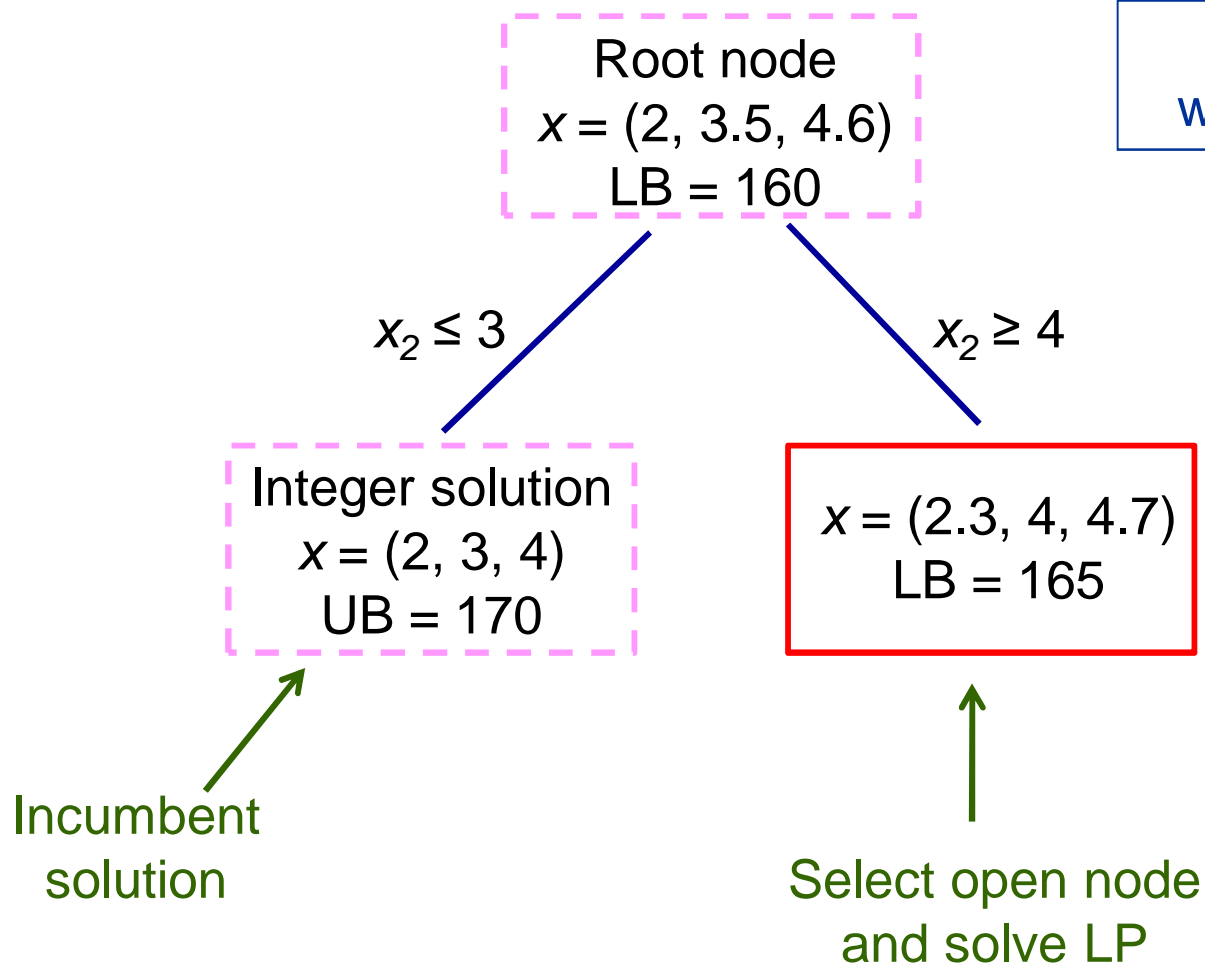 Root node
x = (2, 3.5, 4.6)
LB = 160
w
x₂ ≤ 3
x₂ ≥ 4
Integer solution
x = (2, 3, 4)
UB = 170
x = (2.3, 4, 4.7)
LB = 165
Incumbent
solution
Select open node
and solve LP